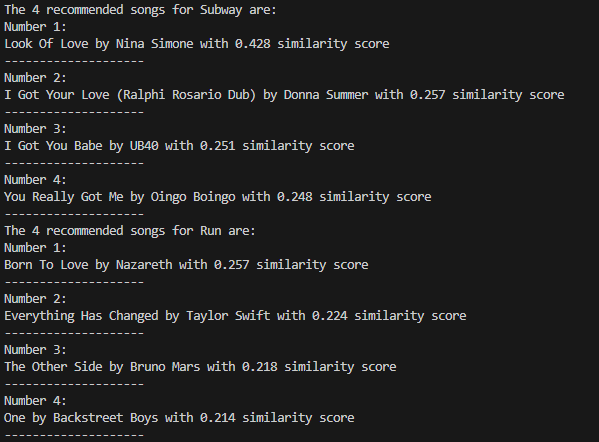 The 4 recommended songs for Subway are:
Number 1:
Look Of Love by Nina Simone with 0.428 similarity score
--------------------
Number 2:
I Got Your Love (Ralphi Rosario Dub) by Donna Summer with 0.257 similarity score
--------------------
Number 3:
I Got You Babe by UB40 with 0.251 similarity score
--------------------
Number 4:
You Really Got Me by Oingo Boingo with 0.248 similarity score
--------------------
The 4 recommended songs for Run are:
Number 1:
Born To Love by Nazareth with 0.257 similarity score
--------------------
Number 2:
Everything Has Changed by Taylor Swift with 0.224 similarity score
--------------------
Number 3:
The Other Side by Bruno Mars with 0.218 similarity score
--------------------
Number 4:
One by Backstreet Boys with 0.214 similarity score
--------------------